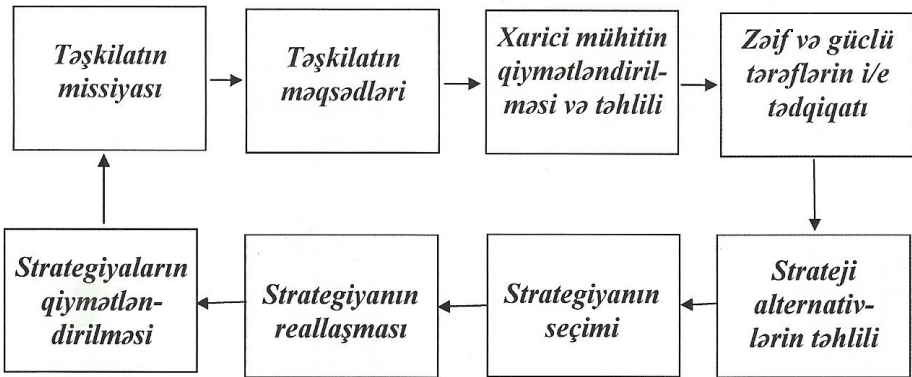 Təşkilatın
missiyası
Təşkilatın
məqsədləri
Xarici mühitin
qiymətləndiril-
məsi və təhlili
Zəif və güclü
tərəflərin i/e
tədqiqatı
Strategiyaların
qiymətlən-
dirilməsi
Strategiyanın
reallaşması
Strategiyanın
seçimi
Strateji
alternativ-
lərin təhlili